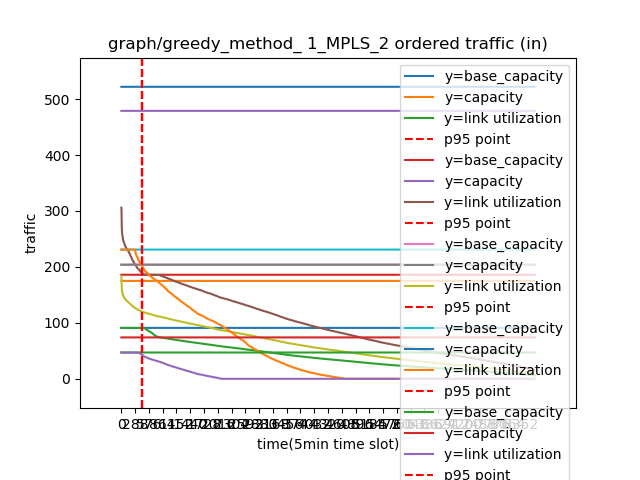 graph/greedy_method_ 1_MPLS_2 ordered traffic (in)
traffic
500
400
300
200
100
0
time(5min time slot)
y=base_capacity
y=capacity
y=link utilization
p95 point
y=base_capacity
y=capacity
y=link utilization
p95 point
y=base_capacity
y=capacity
y=link utilization
p95 point
y=base_capacity
y=capacity
y=link utilization
p95 point
y=base_capacity
y=capacity
y=link utilization
p95 point